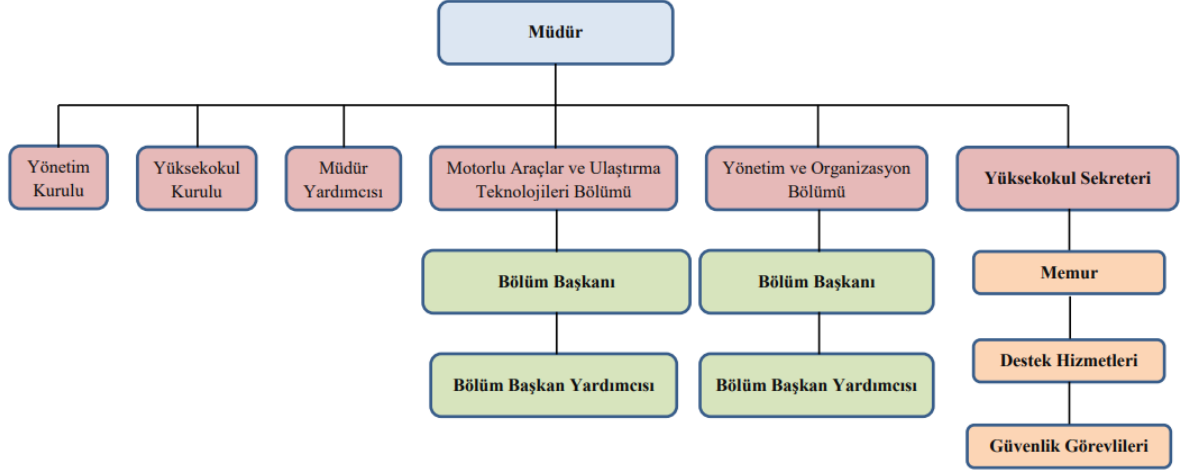 Müdür
Yönetim
Kurulu
Yüksekokul
Kurulu
Müdür
Yardımcısı
Motorlu Araçlar ve Ulaştırma
Teknolojileri Bölümü
Yönetim ve Organizasyon
Bölümü
Yüksekokul Sekreteri
Bölüm Başkanı
Bölüm Başkanı
Memur
Bölüm Başkan Yardımcısı
Bölüm Başkan Yardımcısı
Destek Hizmetleri
Güvenlik Görevlileri